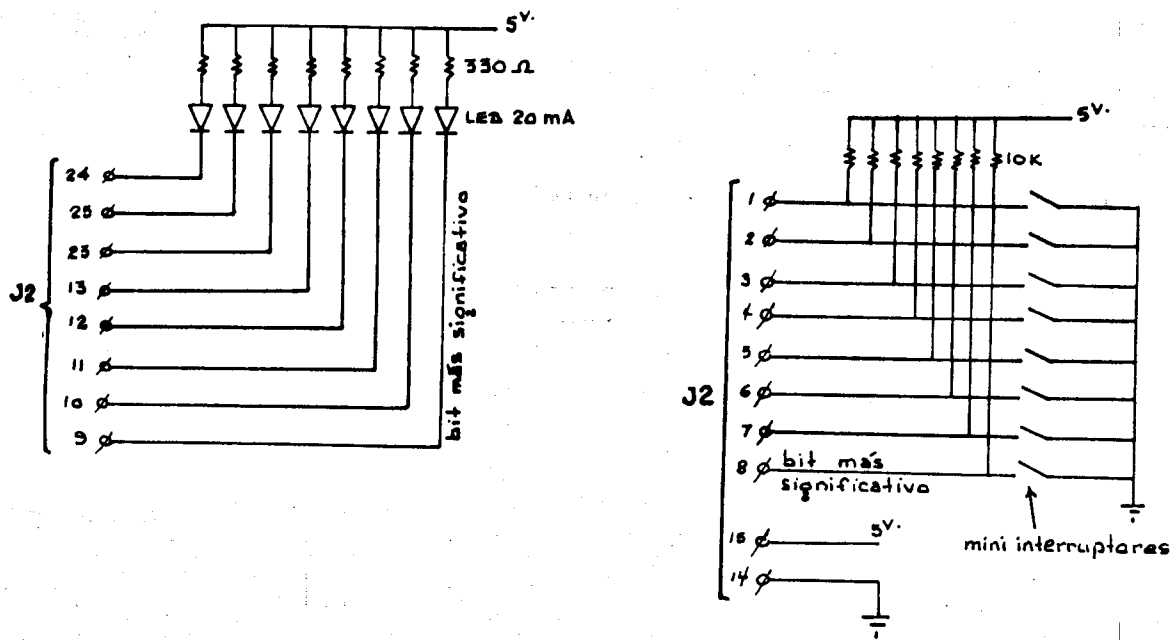 5V.
330 Ω
LED 20 mA
24
25
23
13
12
11
10
9
J2
bit más significativo
5V.
10K
1
2
3
4
5
6
7
8
J2
bit más
significativo
mini interruptores
15
5V.
14